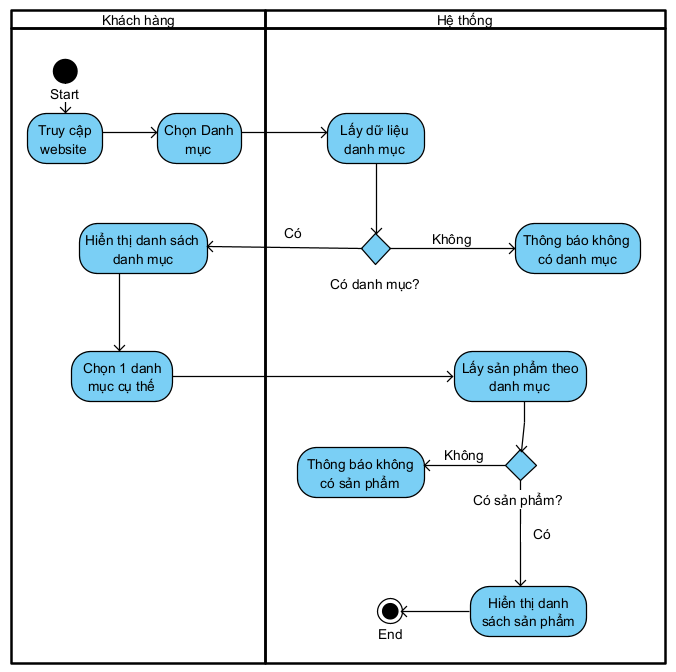 Khách hàng
Hệ thống
Start
Truy cập
website
Chọn Danh
mục
Lấy dữ liệu
danh mục
Có
Không
Hiển thị danh sách
danh mục
Thông báo không
có danh mục
Có danh mục?
Chọn 1 danh
mục cụ thế
Lấy sản phẩm theo
danh mục
Không
Thông báo không
có sản phẩm
Có sản phẩm?
Có
Hiển thị danh
sách sản phẩm
End